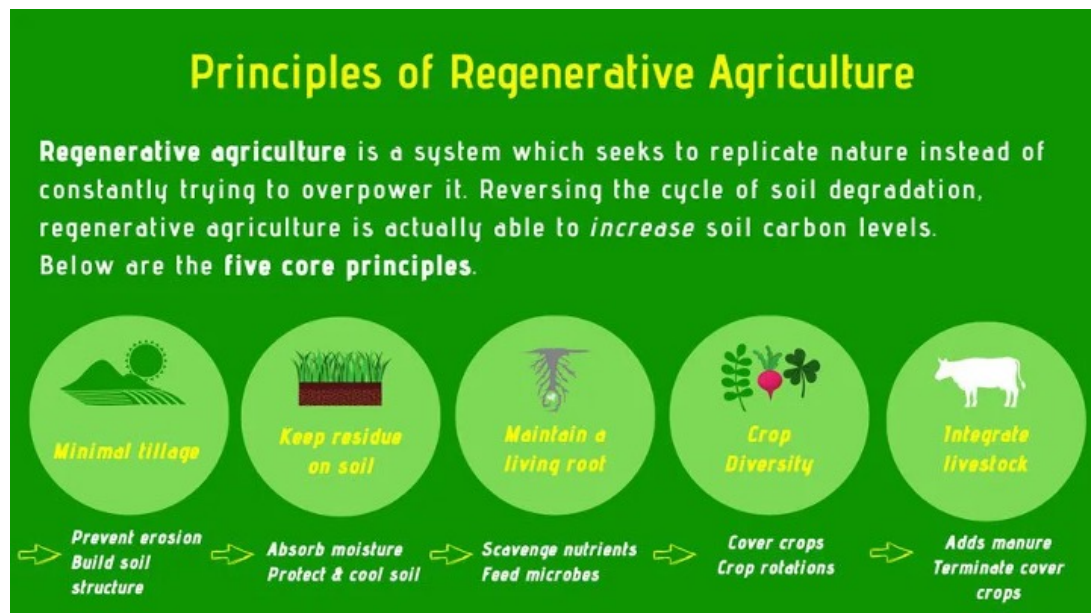 Principles of Regenerative Agriculture
Regenerative agriculture is a system which seeks to replicate nature instead of
constantly trying to overpower it. Reversing the cycle of soil degradation,
regenerative agriculture is actually able to increase soil carbon levels.
Below are the five core principles.
Minimal tillage
Prevent erosion
Build soil
structure
Keep residue
on soil
Absorb moisture
Protect & cool soil
Maintain a
living root
Scavenge nutrients
Feed microbes
Crop
Diversity
Cover crops
Crop rotations
Integrate
livestock
Adds manure
Terminate cover
crops